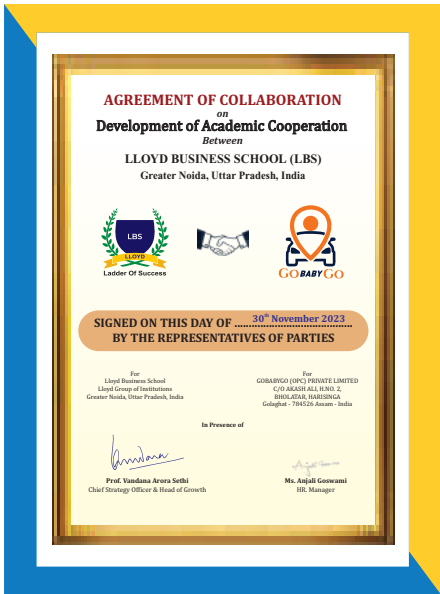 AGREEMENT OF COLLABORATION
on
Development of Academic Cooperation
Between
LLOYD BUSINESS SCHOOL (LBS)
Greater Noida, Uttar Pradesh, India
LBS
LLOYD
Ladder Of Success
GOBABYGO
SIGNED ON THIS DAY OF 30th November 2023
BY THE REPRESENTATIVES OF PARTIES
For
Lloyd Business School
Lloyd Group of Institutions
Greater Noida, Uttar Pradesh, India
For
GOBABYGO (OPC) PRIVATE LIMITED
C/O AKASH ALI, H.NO. 2,
BHOLATAR, HARISINGA
Golaghat - 784526 Assam - India
In Presence of
Vandana
Anjali Goswami
Prof. Vandana Arora Sethi
Chief Strategy Officer & Head of Growth
Ms. Anjali Goswami
HR. Manager